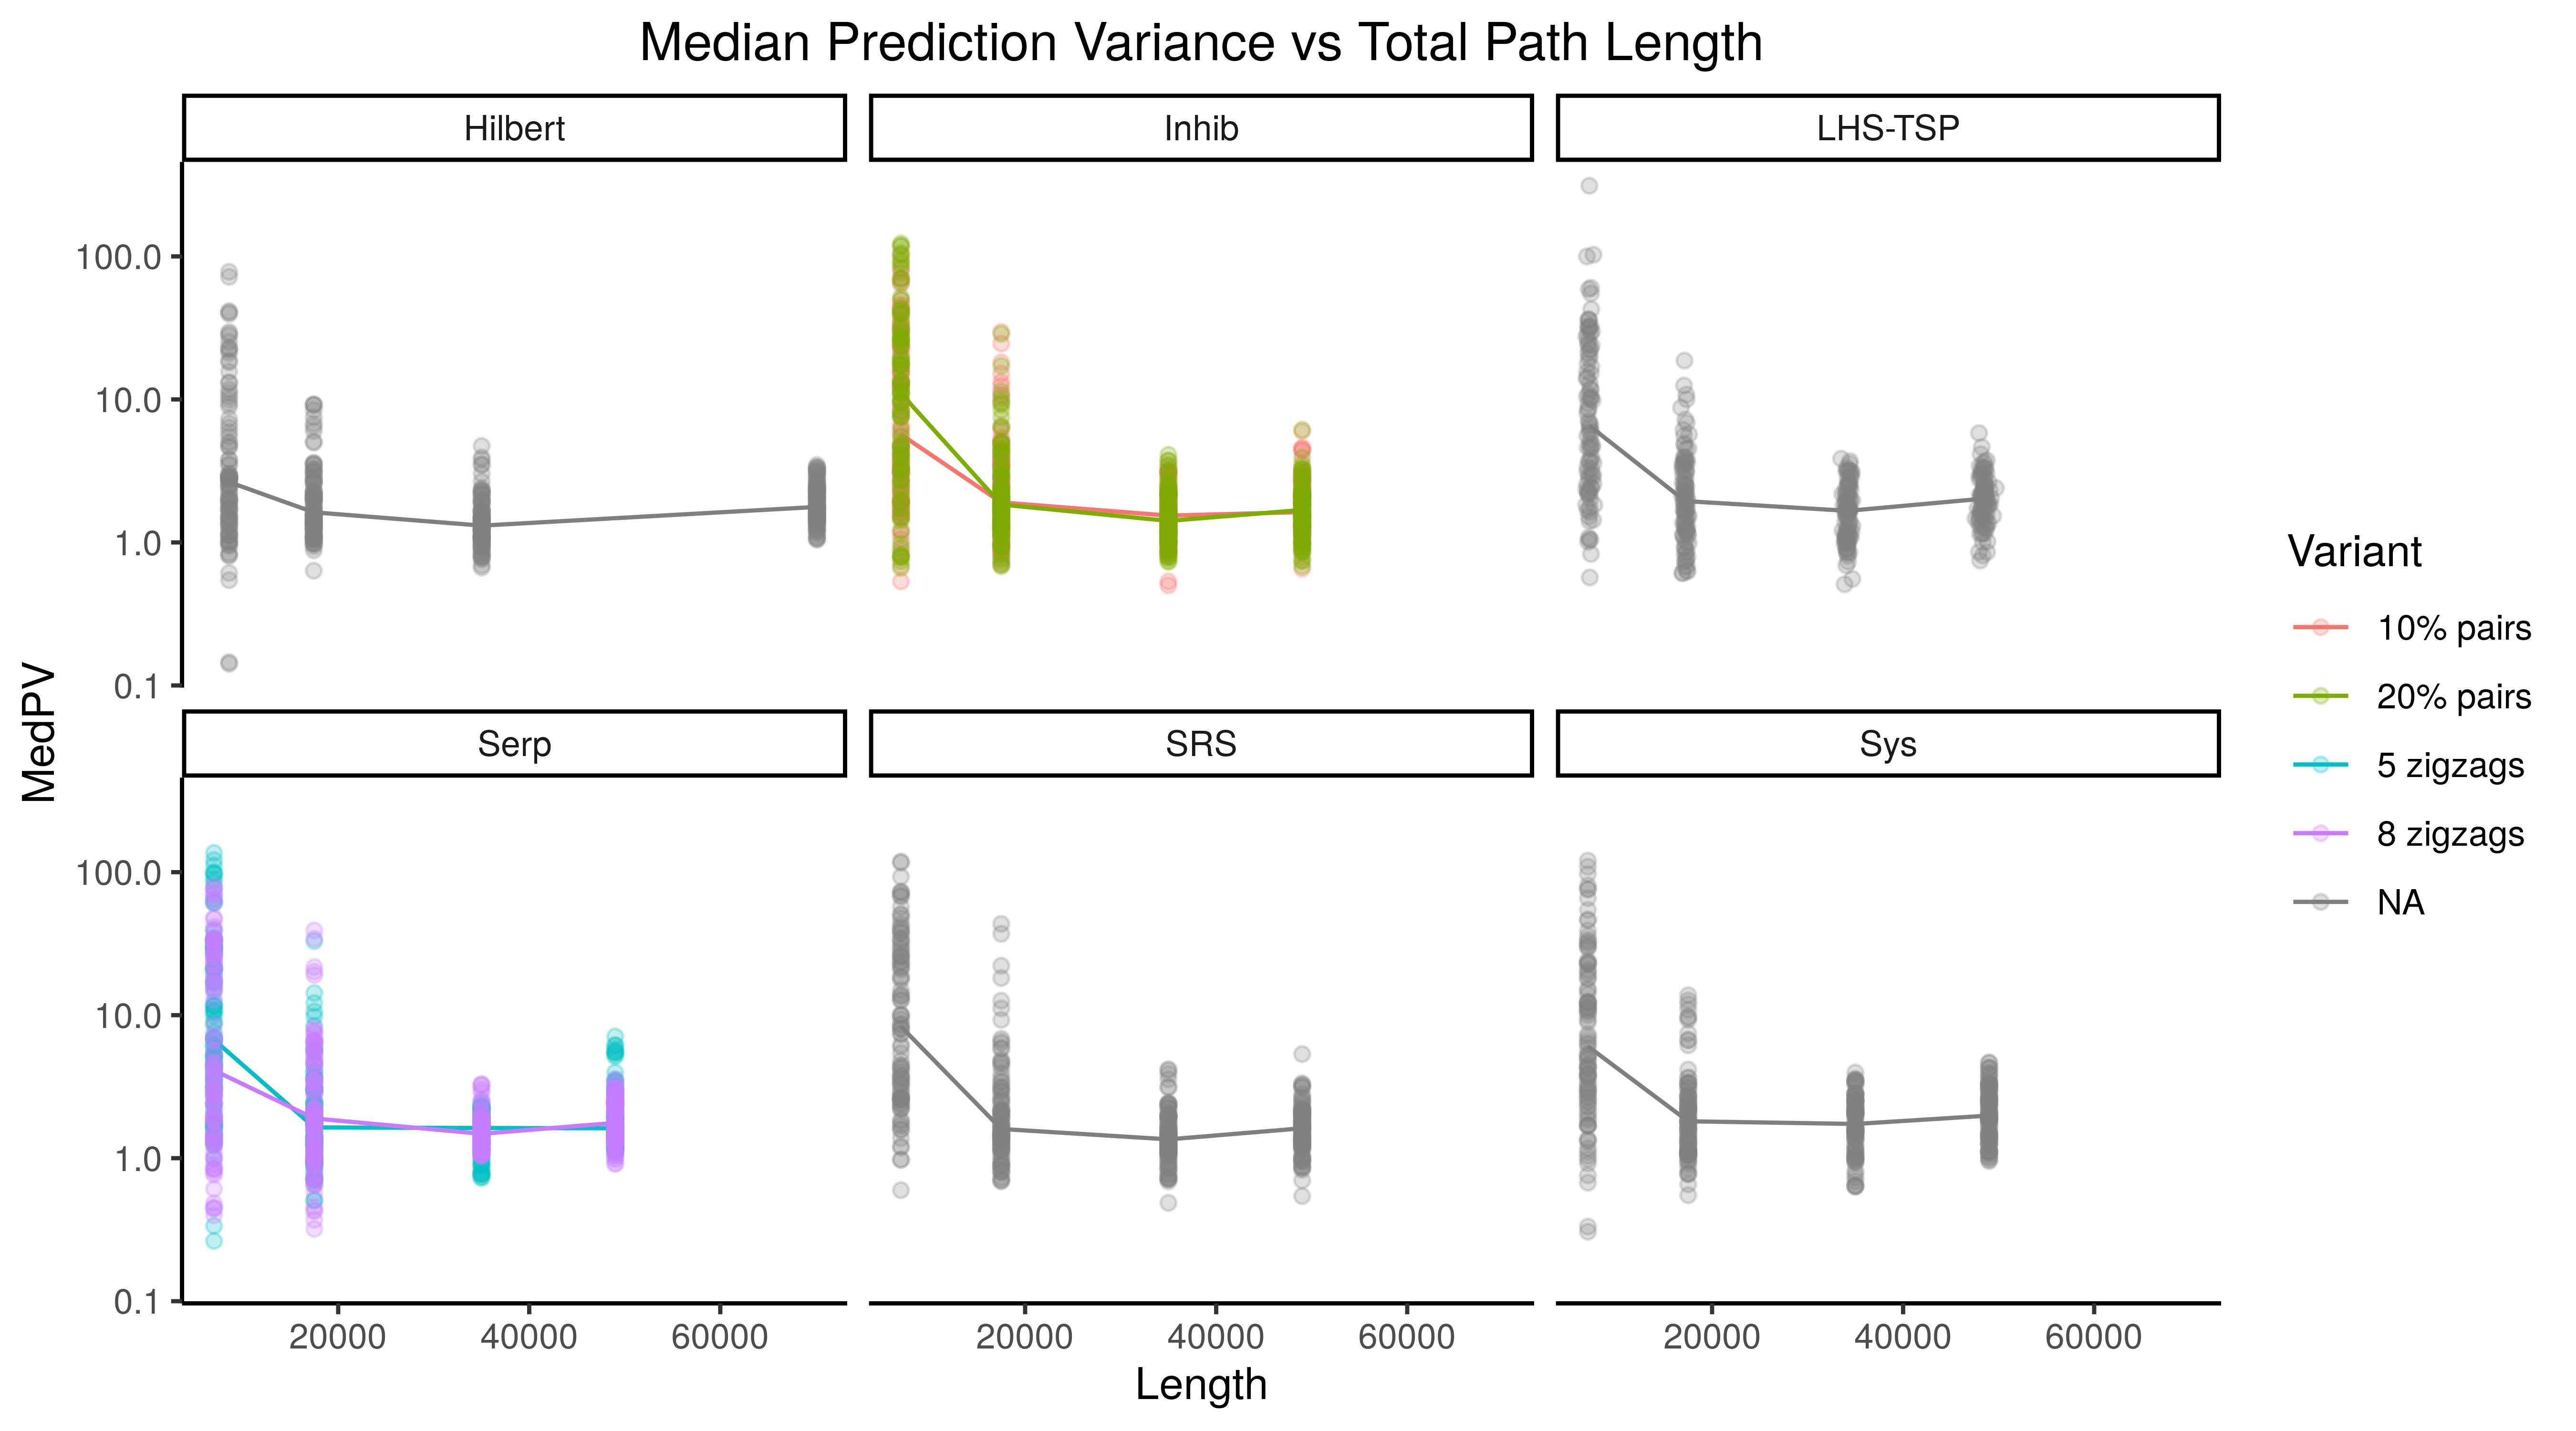 Median Prediction Variance vs Total Path Length
Hilbert
Inhib
LHS-TSP
100.0
10.0
1.0
0.1
MedPV
Serp
SRS
Sys
100.0
10.0
1.0
0.1
20000 40000 60000
20000 40000 60000
20000 40000 60000
Length
Variant
10% pairs
20% pairs
5 zigzags
8 zigzags
NA